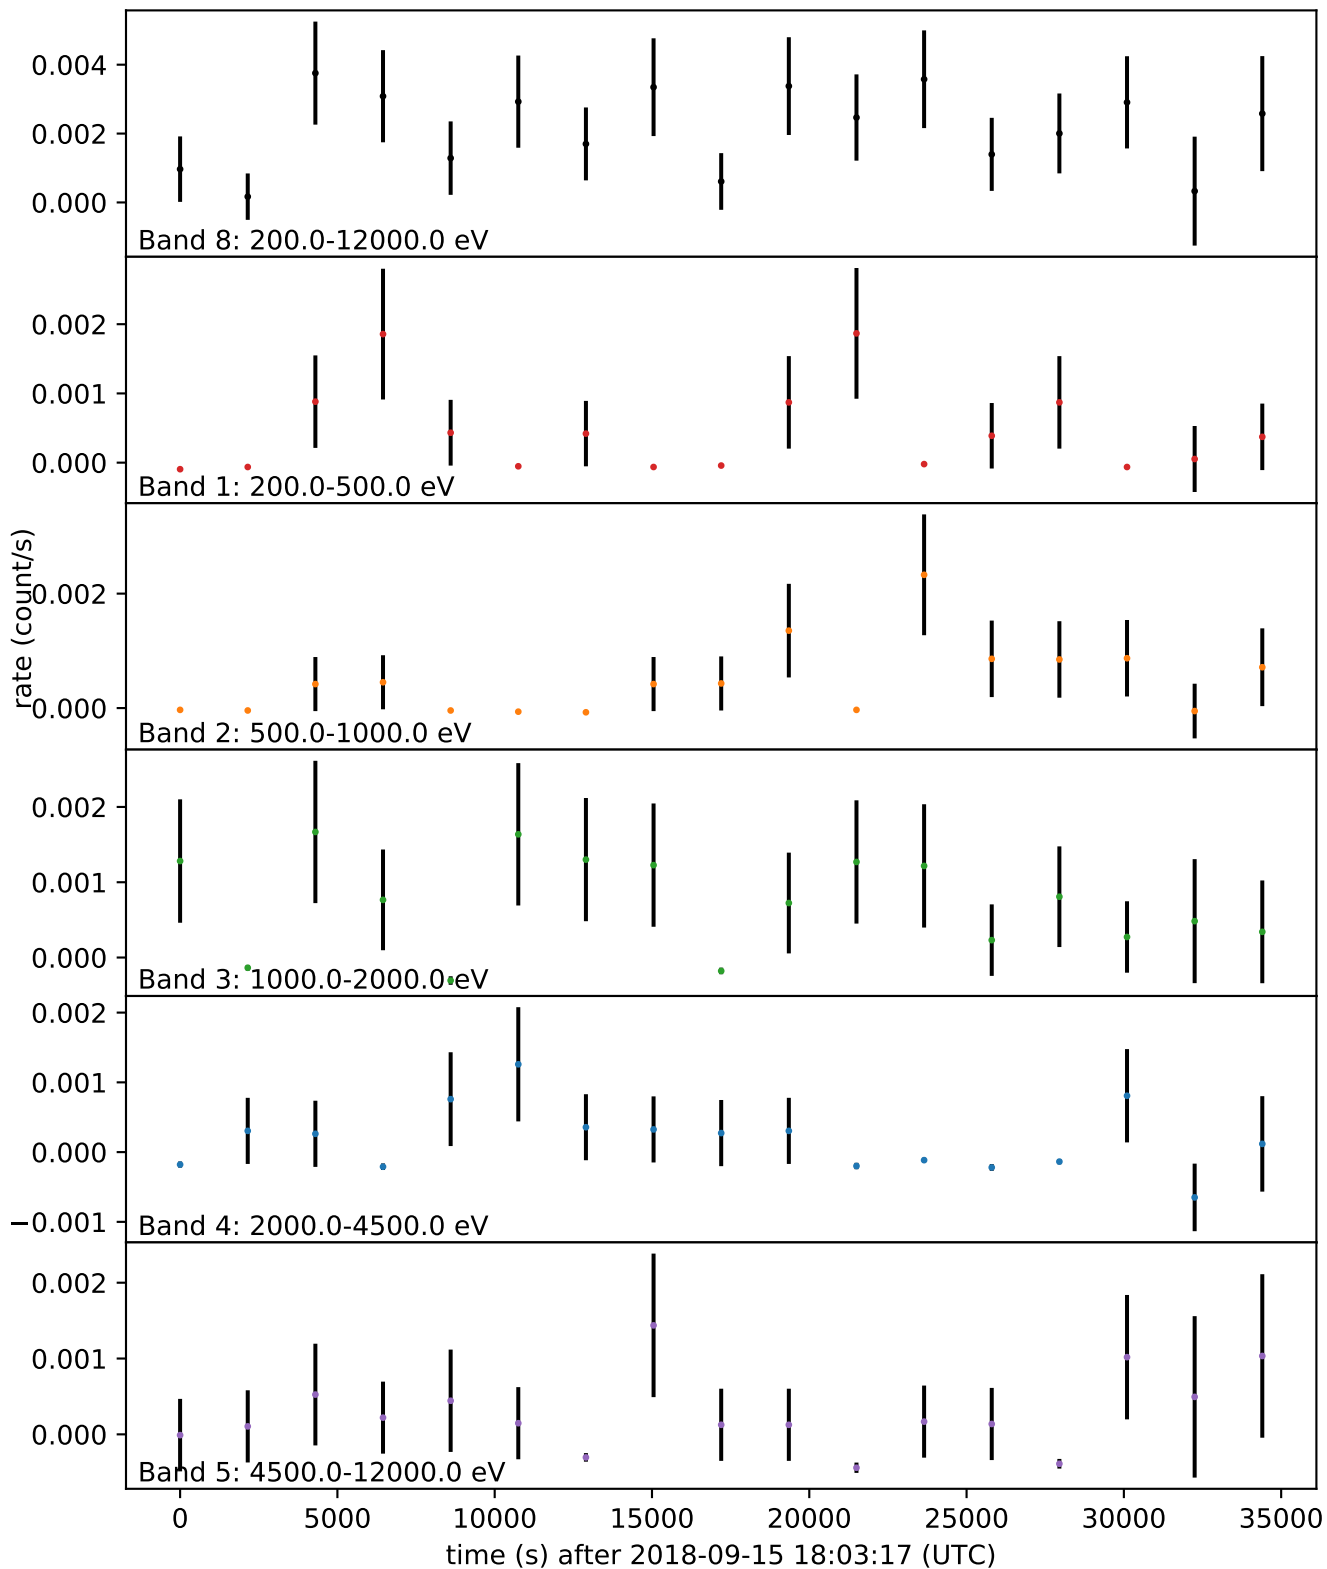 0.004
0.002
0.000
Band 8: 200.0-12000.0 eV
0.002
0.001
0.000
Band 1: 200.0-500.0 eV
rate (count/s)
0.002
0.000
Band 2: 500.0-1000.0 eV
0.002
0.001
0.000
Band 3: 1000.0-2000.0 eV
0.002
0.001
0.000
−0.001
Band 4: 2000.0-4500.0 eV
0.002
0.001
0.000
Band 5: 4500.0-12000.0 eV
0 5000 10000 15000 20000 25000 30000 35000
time (s) after 2018-09-15 18:03:17 (UTC)